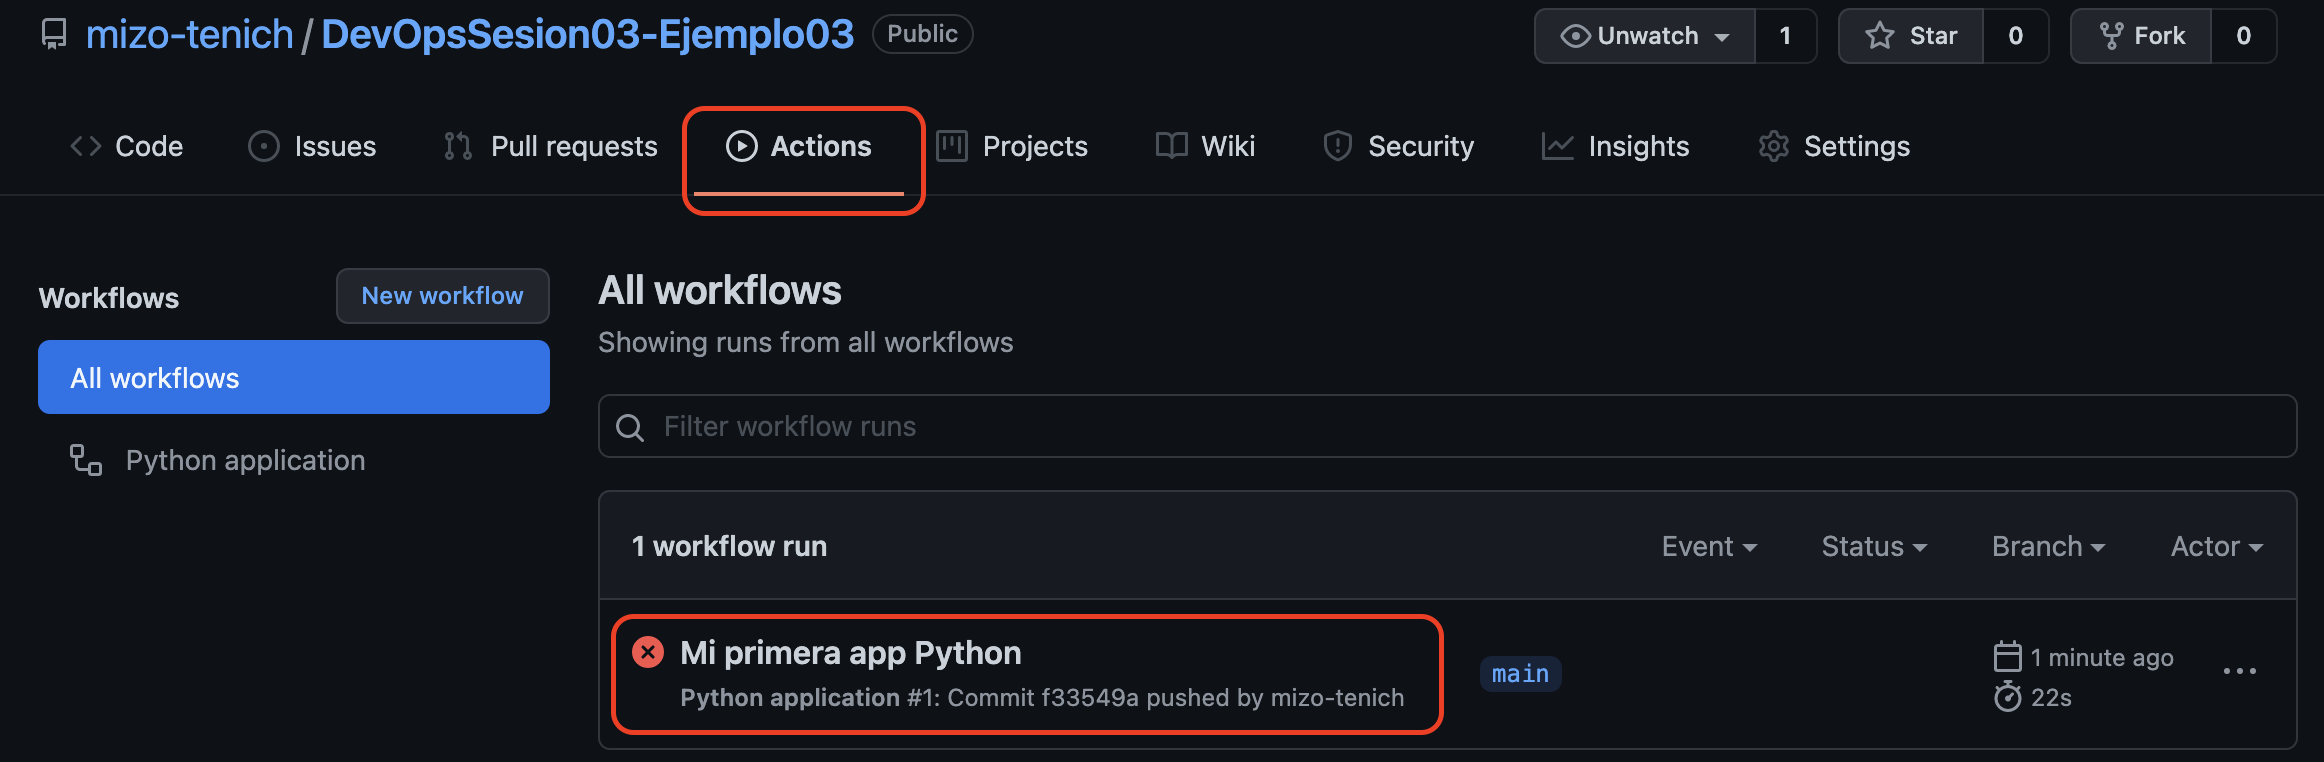 mizo-tenich / DevOpsSesion03-Ejemplo03 Public Unwatch 1 Star 0 Fork 0
Code Issues Pull requests Actions Projects Wiki Security Insights Settings
Workflows New workflow
All workflows
Python application
All workflows
Showing runs from all workflows
Filter workflow runs
1 workflow run Event Status Branch Actor
Mi primera app Python
Python application #1: Commit f33549a pushed by mizo-tenich
main
1 minute ago
22s